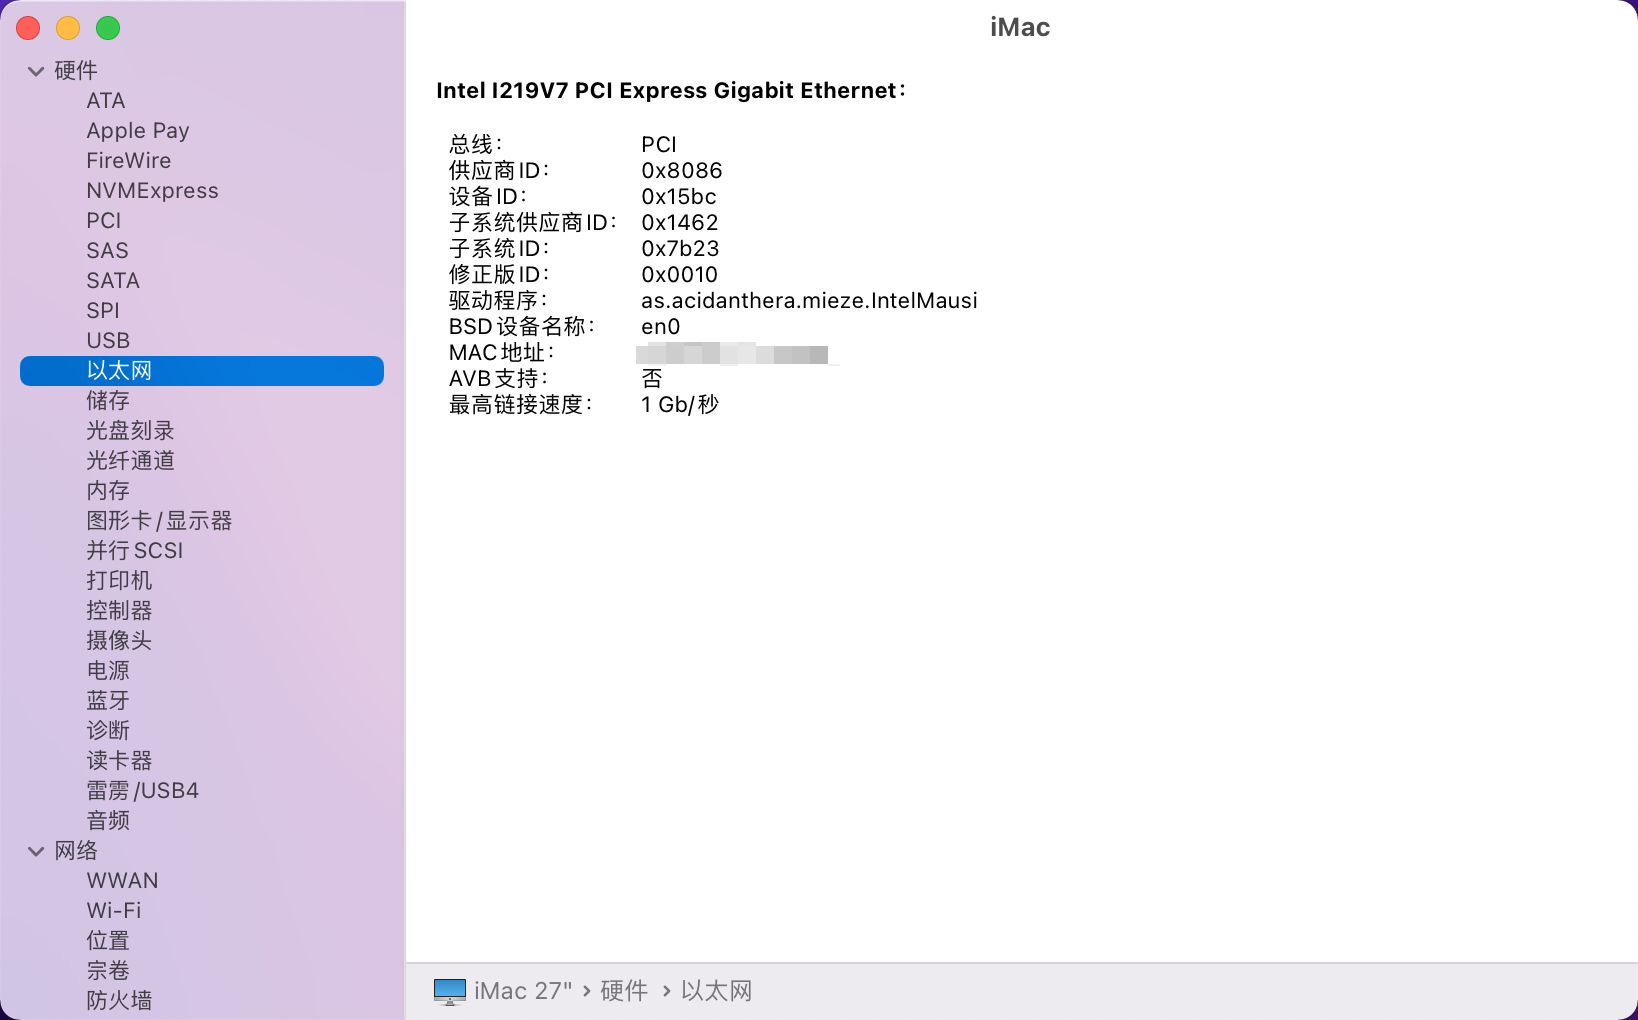 iMac
硬件
ATA
Apple Pay
FireWire
NVMExpress
PCI
SAS
SATA
SPI
USB
以太网
储存
光盘刻录
光纤通道
内存
图形卡/显示器
并行SCSI
打印机
控制器
摄像头
电源
蓝牙
诊断
读卡器
雷雳/USB4
音频
网络
WWAN
Wi-Fi
位置
宗卷
防火墙
Intel I219V7 PCI Express Gigabit Ethernet:
总线: PCI
供应商ID: 0x8086
设备ID: 0x15bc
子系统供应商ID: 0x1462
子系统ID: 0x7b23
修正版ID: 0x0010
驱动程序: as.acidanthera.mieze.IntelMausi
BSD设备名称: en0
MAC地址:
AVB支持: 否
最高链接速度: 1 Gb/秒
iMac 27" › 硬件 › 以太网